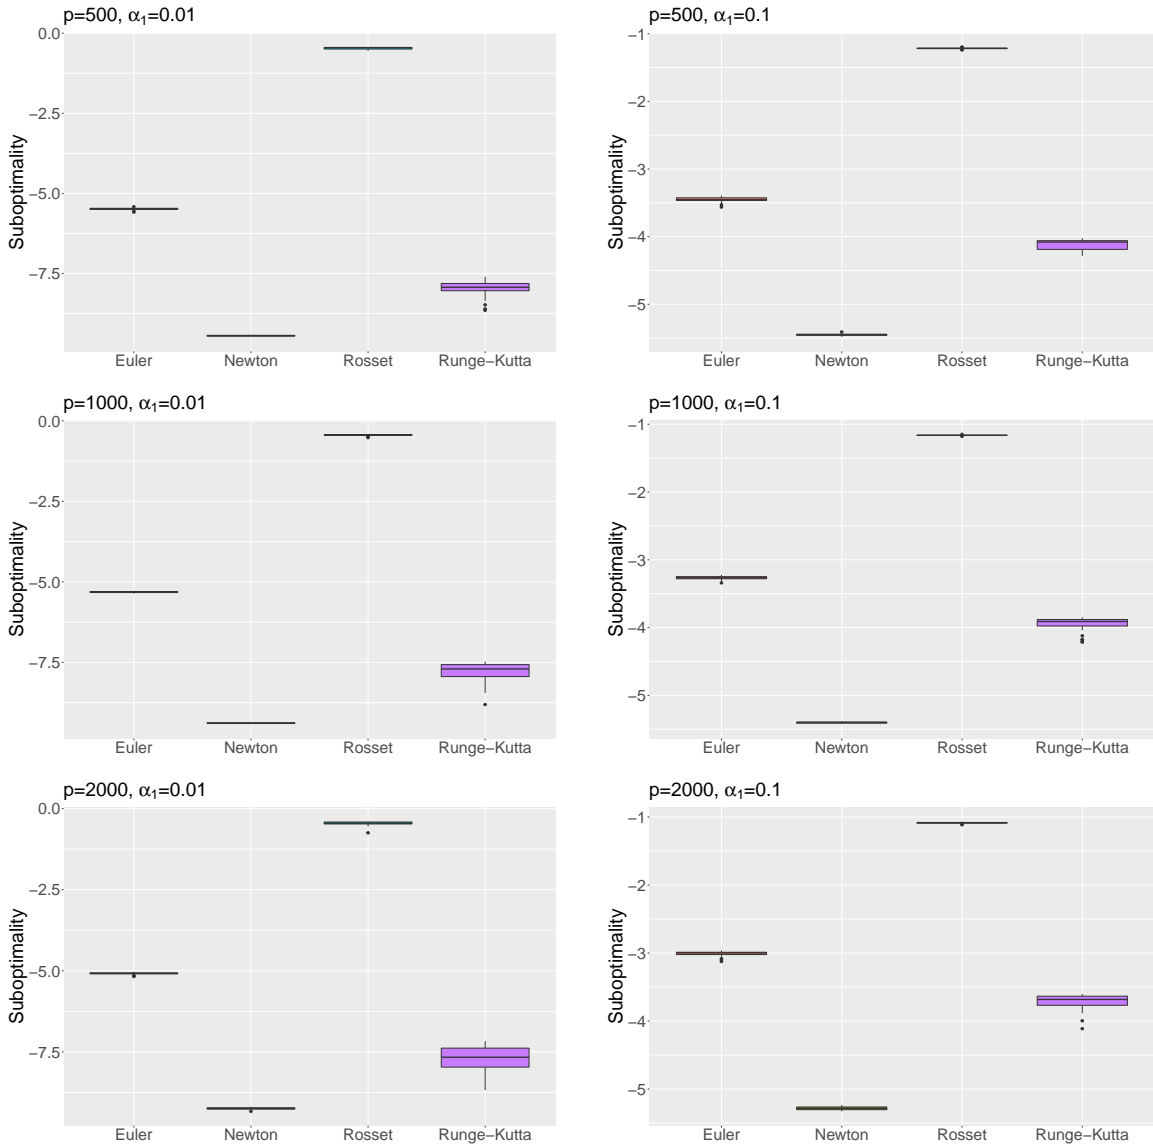 p=500, α₁=0.01
p=500, α₁=0.1
Suboptimality
0.0
−2.5
−5.0
−7.5
Euler Newton Rosset Runge−Kutta
Suboptimality
−1
−2
−3
−4
−5
Euler Newton Rosset Runge−Kutta
p=1000, α₁=0.01
p=1000, α₁=0.1
Suboptimality
0.0
−2.5
−5.0
−7.5
Euler Newton Rosset Runge−Kutta
Suboptimality
−1
−2
−3
−4
−5
Euler Newton Rosset Runge−Kutta
p=2000, α₁=0.01
p=2000, α₁=0.1
Suboptimality
0.0
−2.5
−5.0
−7.5
Euler Newton Rosset Runge−Kutta
Suboptimality
−1
−2
−3
−4
−5
Euler Newton Rosset Runge−Kutta